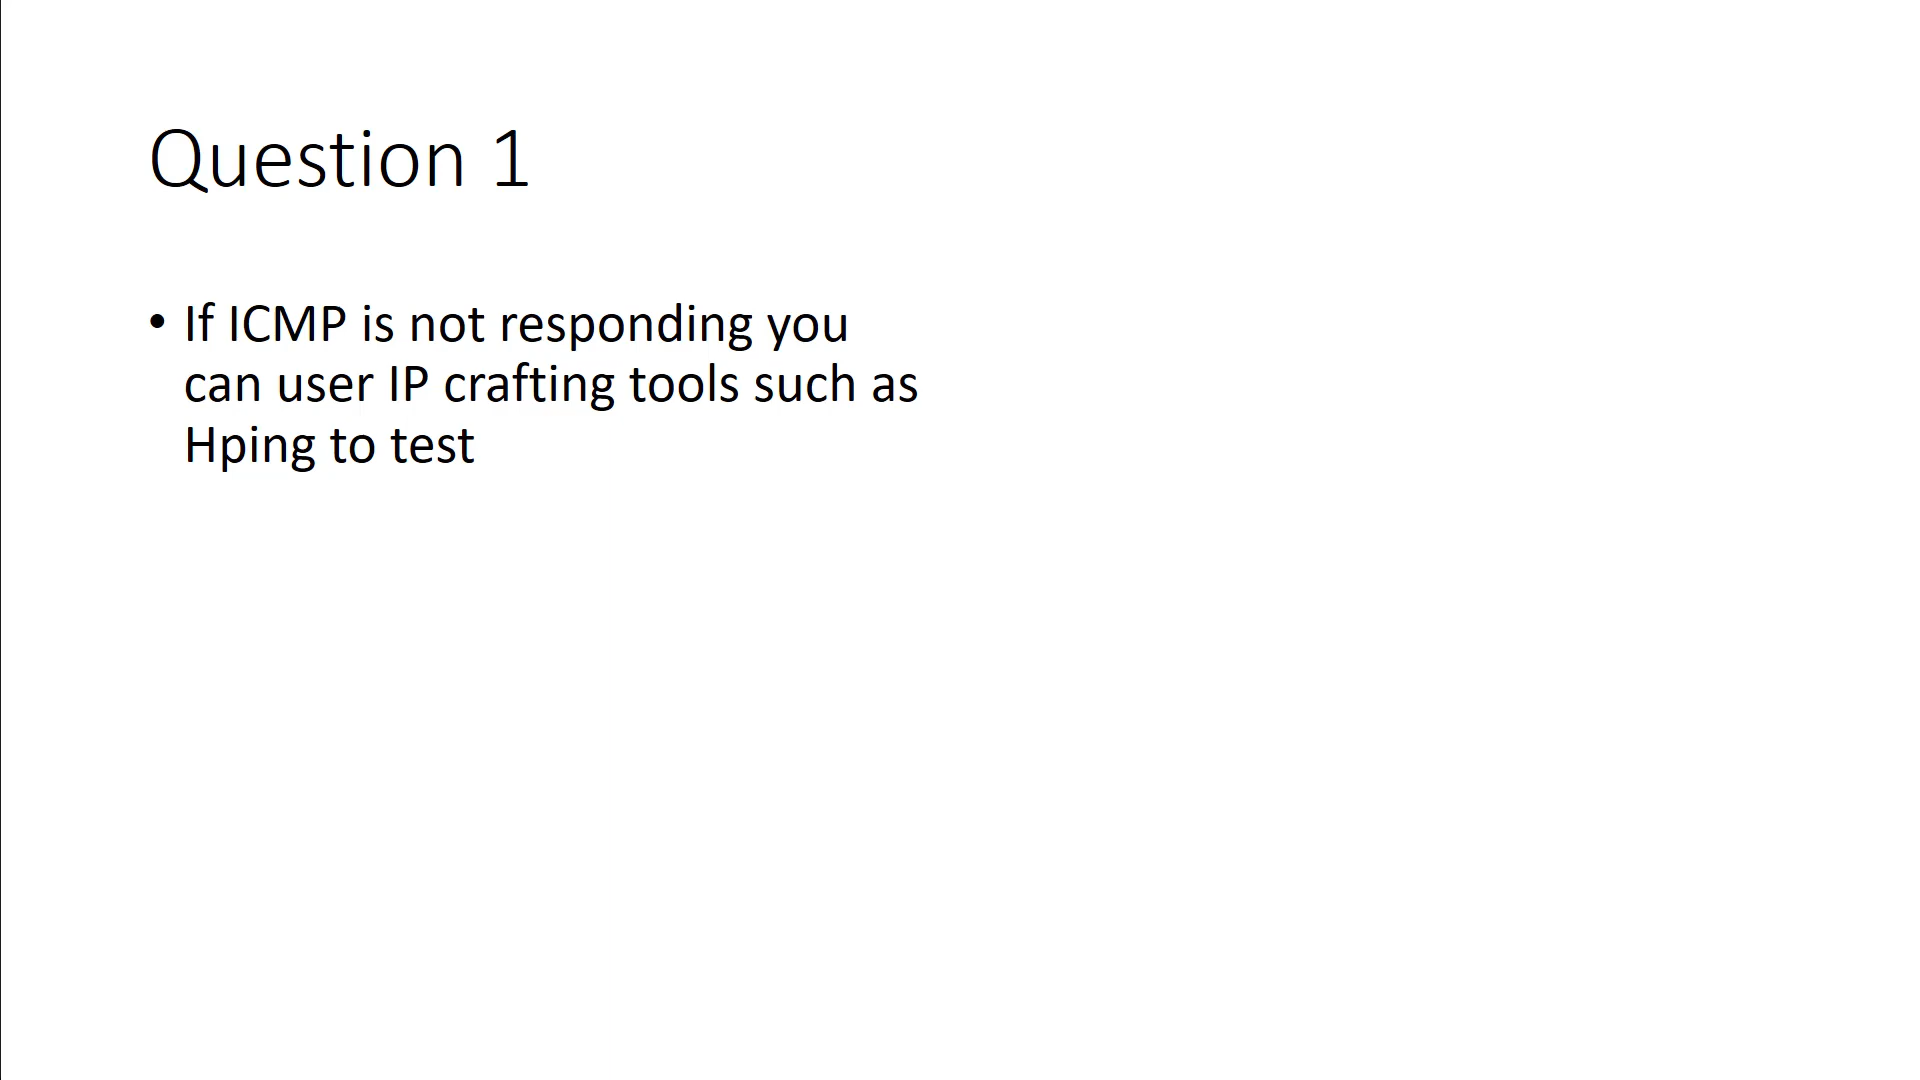 Question 1
• If ICMP is not responding you
can user IP crafting tools such as
Hping to test